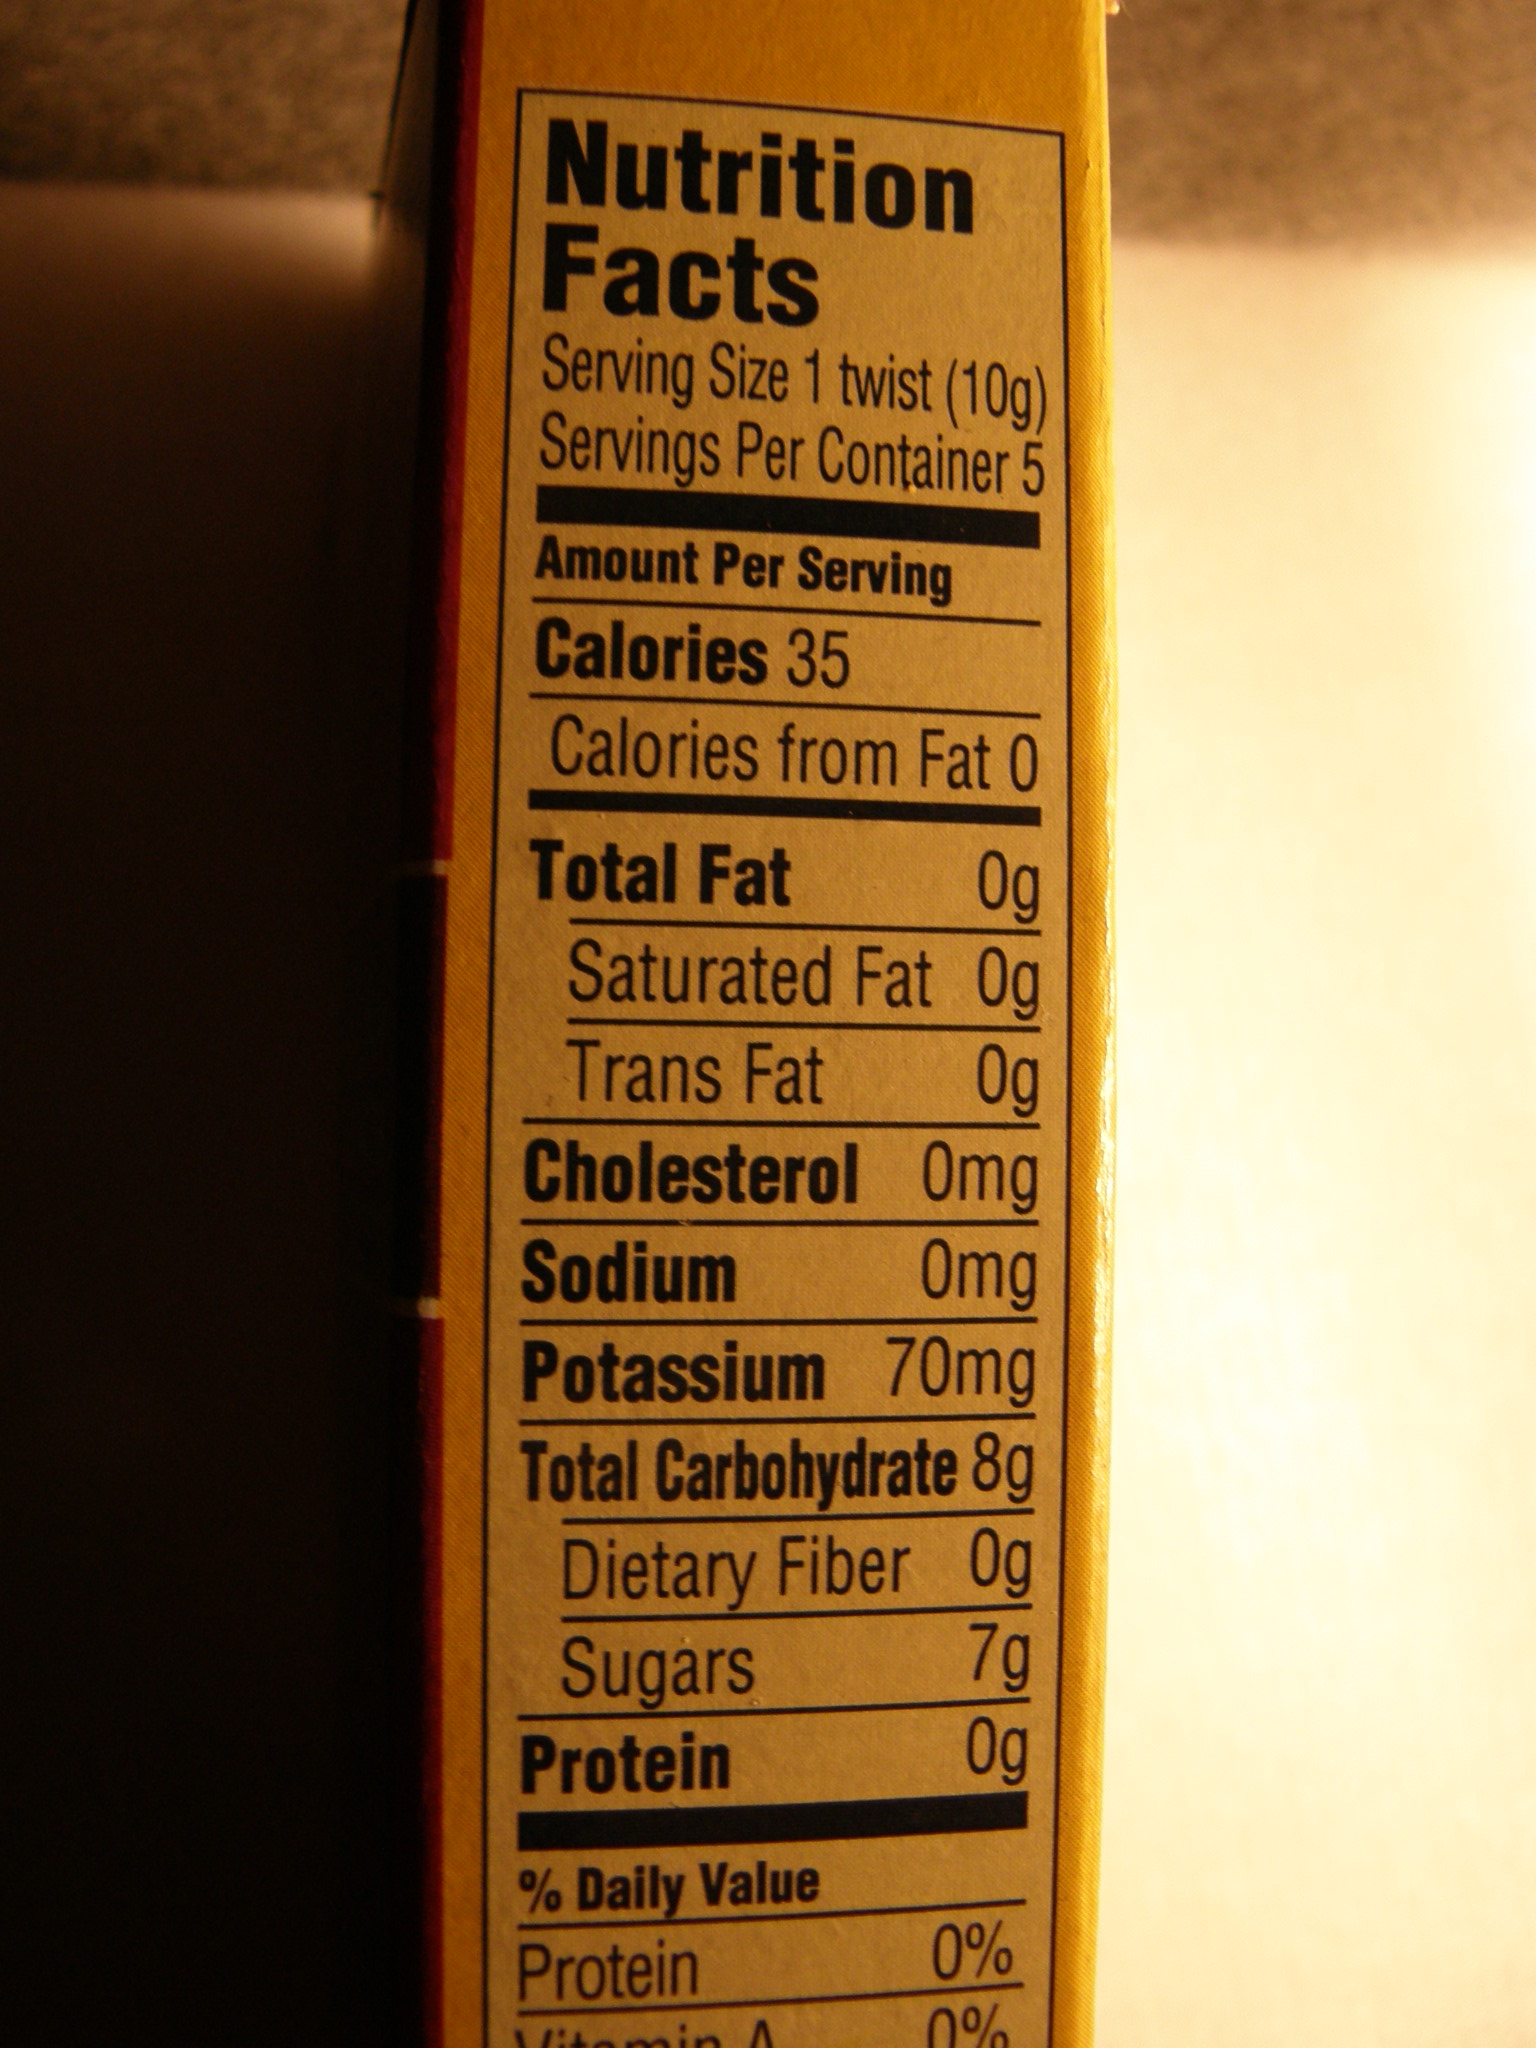 Nutrition
Facts
Serving Size 1 twist (10g)
Servings Per Container 5
Amount Per Serving
Calories 35
Calories from Fat 0
Total Fat 0g
Saturated Fat 0g
Trans Fat 0g
Cholesterol 0mg
Sodium 0mg
Potassium 70mg
Total Carbohydrate 8g
Dietary Fiber 0g
Sugars 7g
Protein 0g
% Daily Value
Protein 0%
Vitamin A 0%